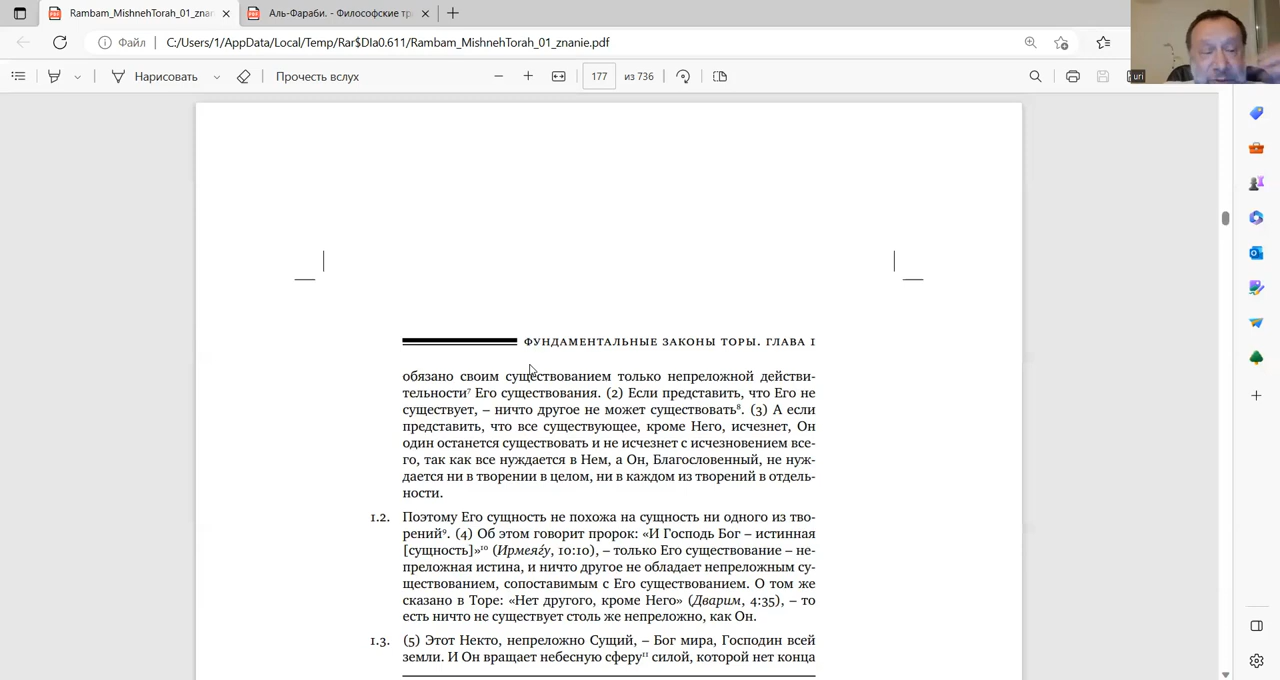 Rambam_MishnehTorah_01_znan
Аль-Фараби. - Философские тр
Файл C:/Users/1/AppData/Local/Temp/Rar$DIa0.611/Rambam_MishnehTorah_01_znanie.pdf
Нарисовать Прочесть вслух 177 из 736 uri
ФУНДАМЕНТАЛЬНЫЕ ЗАКОНЫ ТОРЫ. ГЛАВА 1
обязано своим существованием только непреложной действи-
тельности⁷ Его существования. (2) Если представить, что Его не
существует, – ничто другое не может существовать⁸. (3) А если
представить, что все существующее, кроме Него, исчезнет, Он
один останется существовать и не исчезнет с исчезновением все-
го, так как все нуждается в Нем, а Он, Благословенный, не нуж-
дается ни в творении в целом, ни в каждом из творений в отдель-
ности.
1.2. Поэтому Его сущность не похожа на сущность ни одного из тво-
рений⁹. (4) Об этом говорит пророк: «И Господь Бог – истинная
[сущность]»¹⁰ (Ирмеяѓу, 10:10), – только Его существование – не-
преложная истина, и ничто другое не обладает непреложным су-
ществованием, сопоставимым с Его существованием. О том же
сказано в Торе: «Нет другого, кроме Него» (Дварим, 4:35), – то
есть ничто не существует столь же непреложно, как Он.
1.3. (5) Этот Некто, непреложно Сущий, – Бог мира, Господин всей
земли. И Он вращает небесную сферу¹¹ силой, которой нет конца